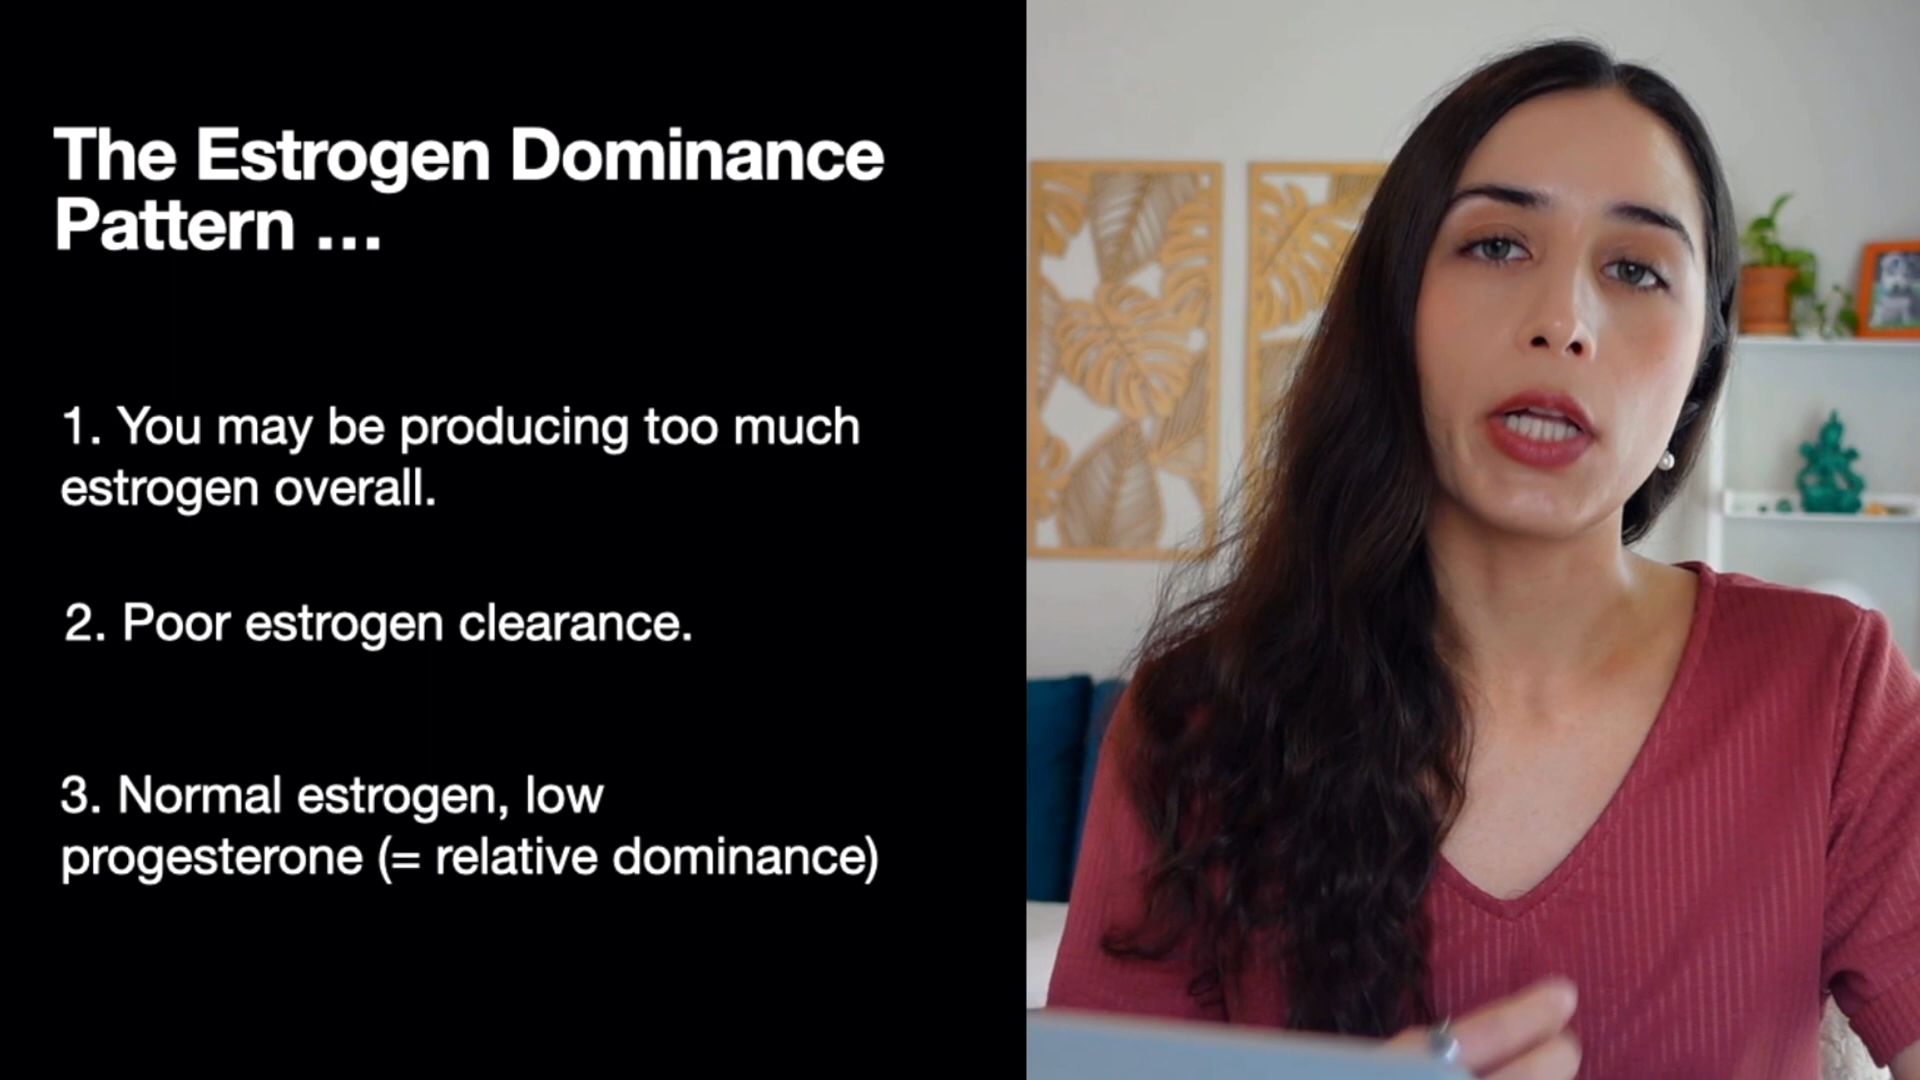 The Estrogen Dominance
Pattern ...
1. You may be producing too much
estrogen overall.
2. Poor estrogen clearance.
3. Normal estrogen, low
progesterone (= relative dominance)